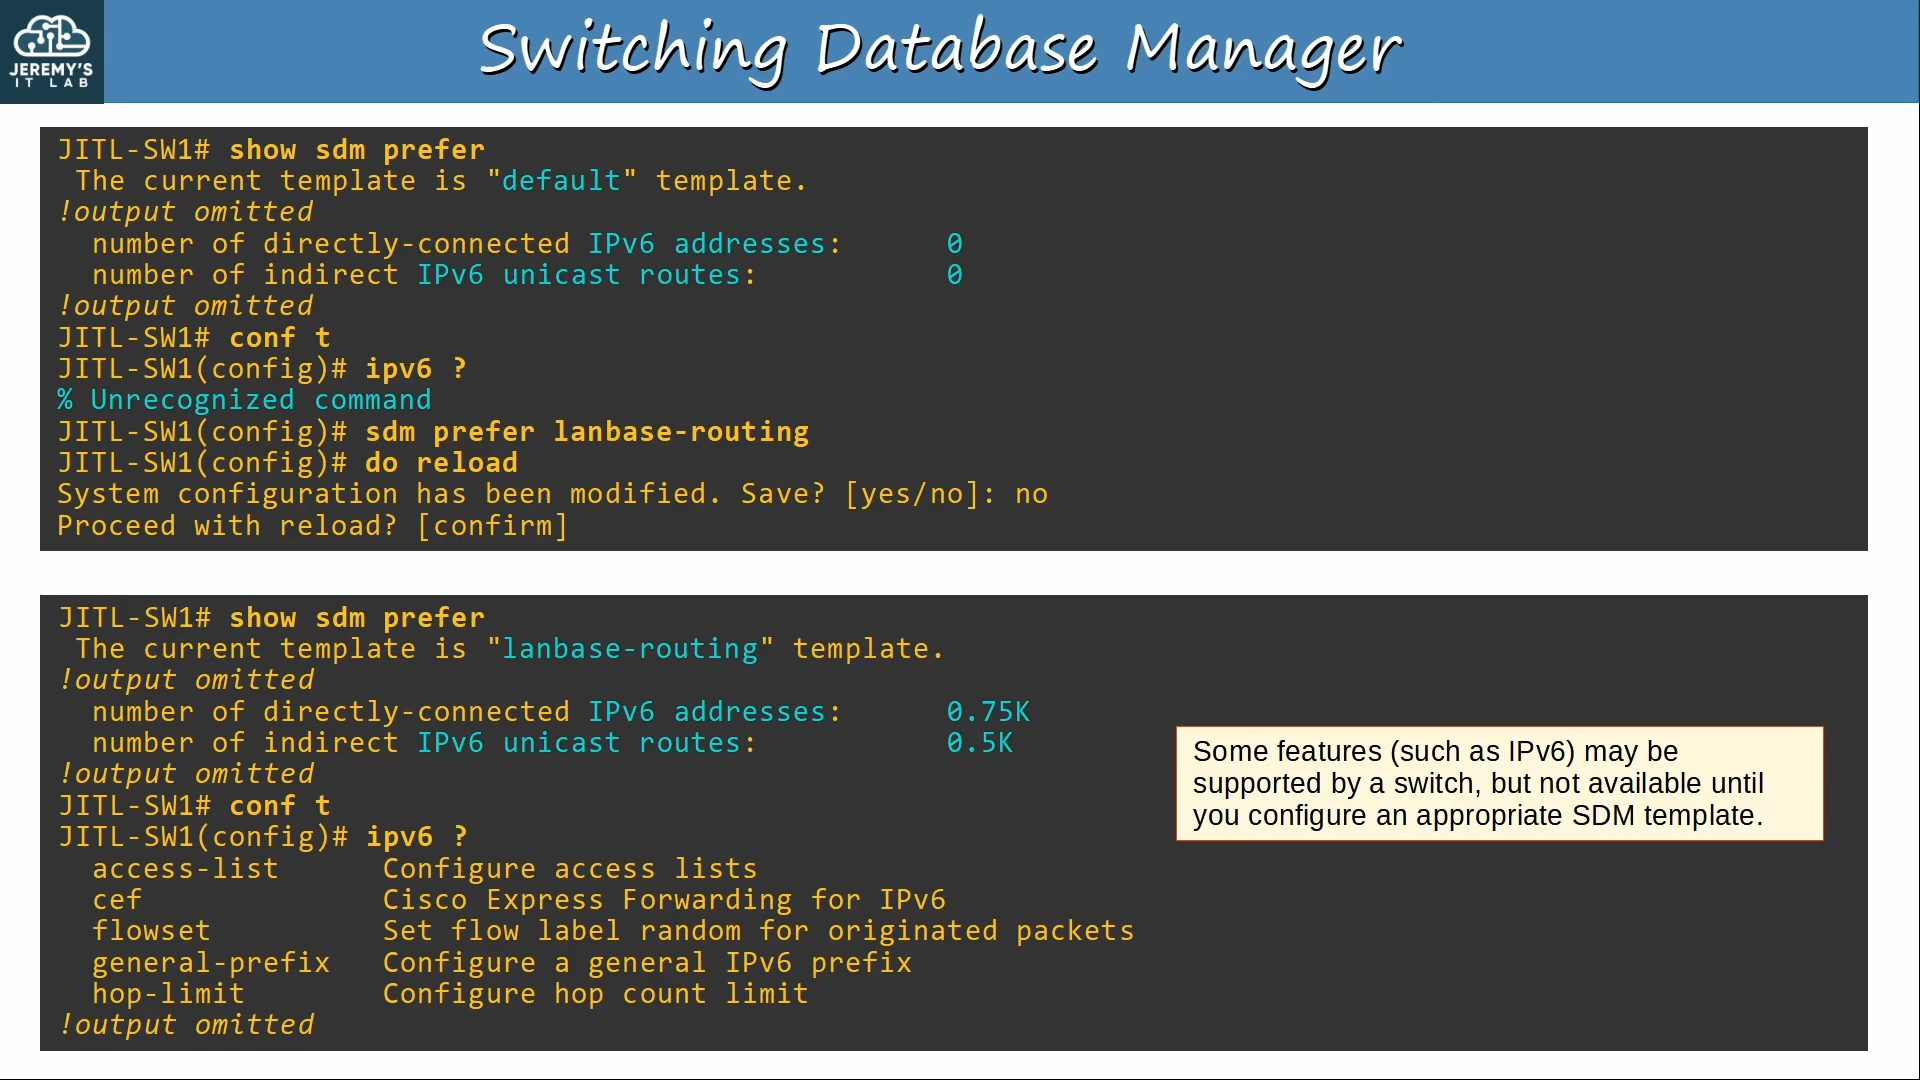 JEREMY'S
IT LAB
Switching Database Manager
JITL-SW1# show sdm prefer
The current template is "default" template.
!output omitted
number of directly-connected IPv6 addresses: 0
number of indirect IPv6 unicast routes: 0
!output omitted
JITL-SW1# conf t
JITL-SW1(config)# ipv6 ?
% Unrecognized command
JITL-SW1(config)# sdm prefer lanbase-routing
JITL-SW1(config)# do reload
System configuration has been modified. Save? [yes/no]: no
Proceed with reload? [confirm]
JITL-SW1# show sdm prefer
The current template is "lanbase-routing" template.
!output omitted
number of directly-connected IPv6 addresses: 0.75K
number of indirect IPv6 unicast routes: 0.5K
!output omitted
JITL-SW1# conf t
JITL-SW1(config)# ipv6 ?
access-list Configure access lists
cef Cisco Express Forwarding for IPv6
flowset Set flow label random for originated packets
general-prefix Configure a general IPv6 prefix
hop-limit Configure hop count limit
!output omitted
Some features (such as IPv6) may be
supported by a switch, but not available until
you configure an appropriate SDM template.